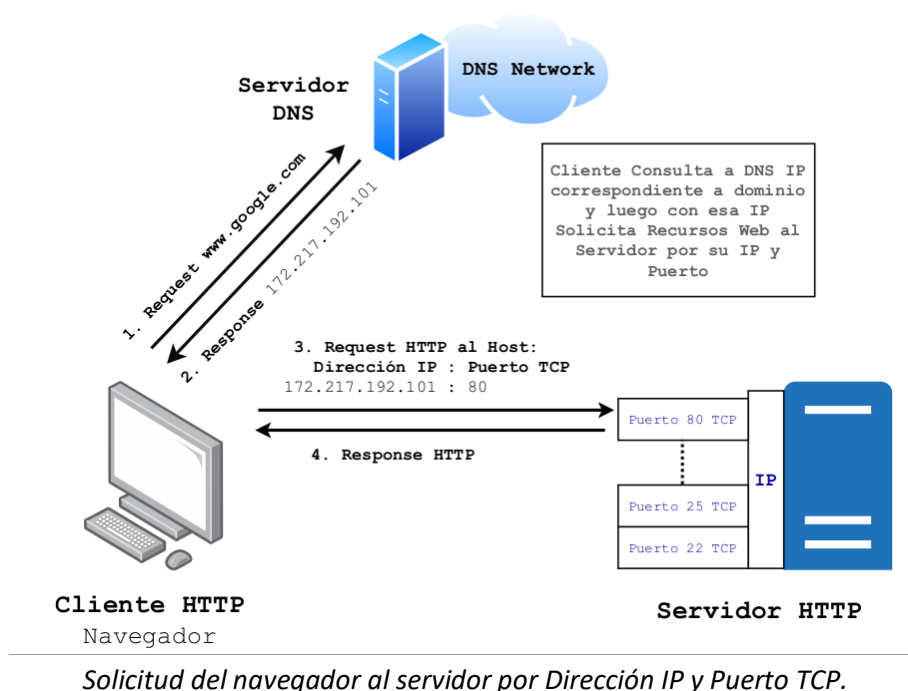 DNS Network
Servidor
DNS
Cliente Consulta a DNS IP
correspondiente a dominio
y luego con esa IP
Solicita Recursos Web al
Servidor por su IP y
Puerto
1. Request www.google.com
2. Response 172.217.192.101
3. Request HTTP al Host:
Dirección IP : Puerto TCP
172.217.192.101 : 80
4. Response HTTP
Puerto 80 TCP
IP
Puerto 25 TCP
Puerto 22 TCP
Cliente HTTP
Navegador
Servidor HTTP
Solicitud del navegador al servidor por Dirección IP y Puerto TCP.